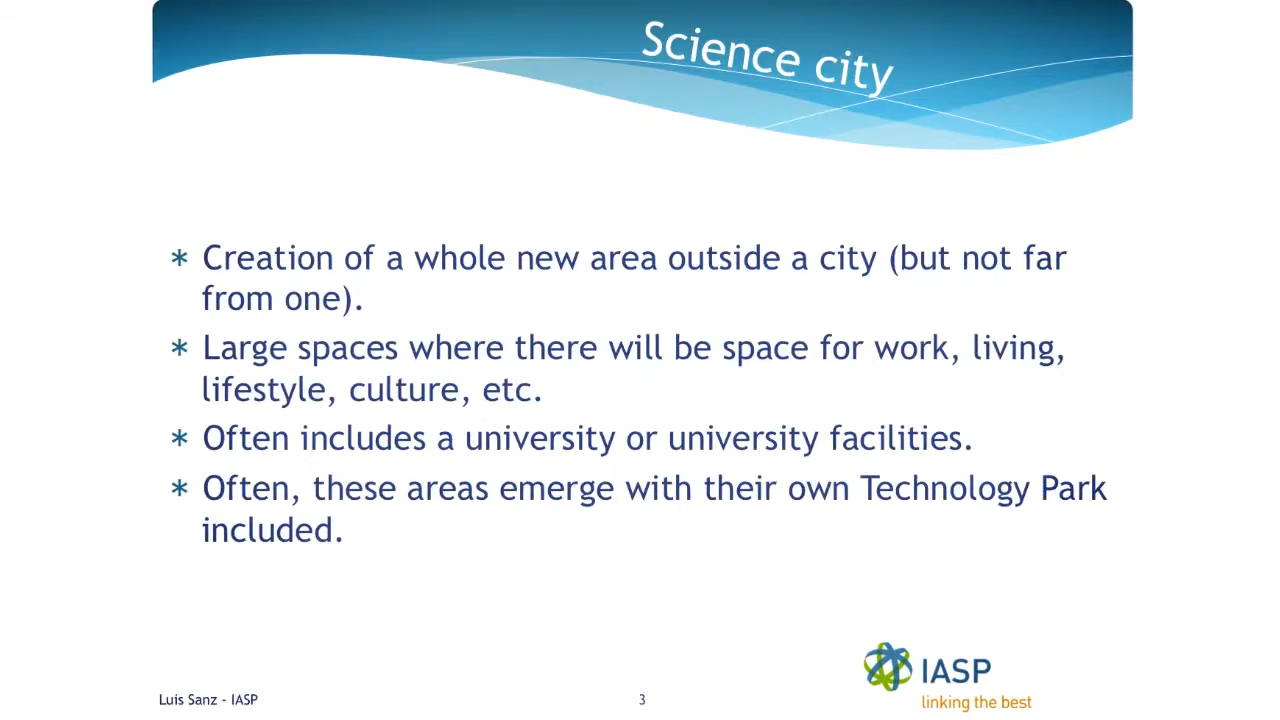 Science city
* Creation of a whole new area outside a city (but not far
from one).
* Large spaces where there will be space for work, living,
lifestyle, culture, etc.
* Often includes a university or university facilities.
* Often, these areas emerge with their own Technology Park
included.
Luis Sanz - IASP
3
IASP
linking the best